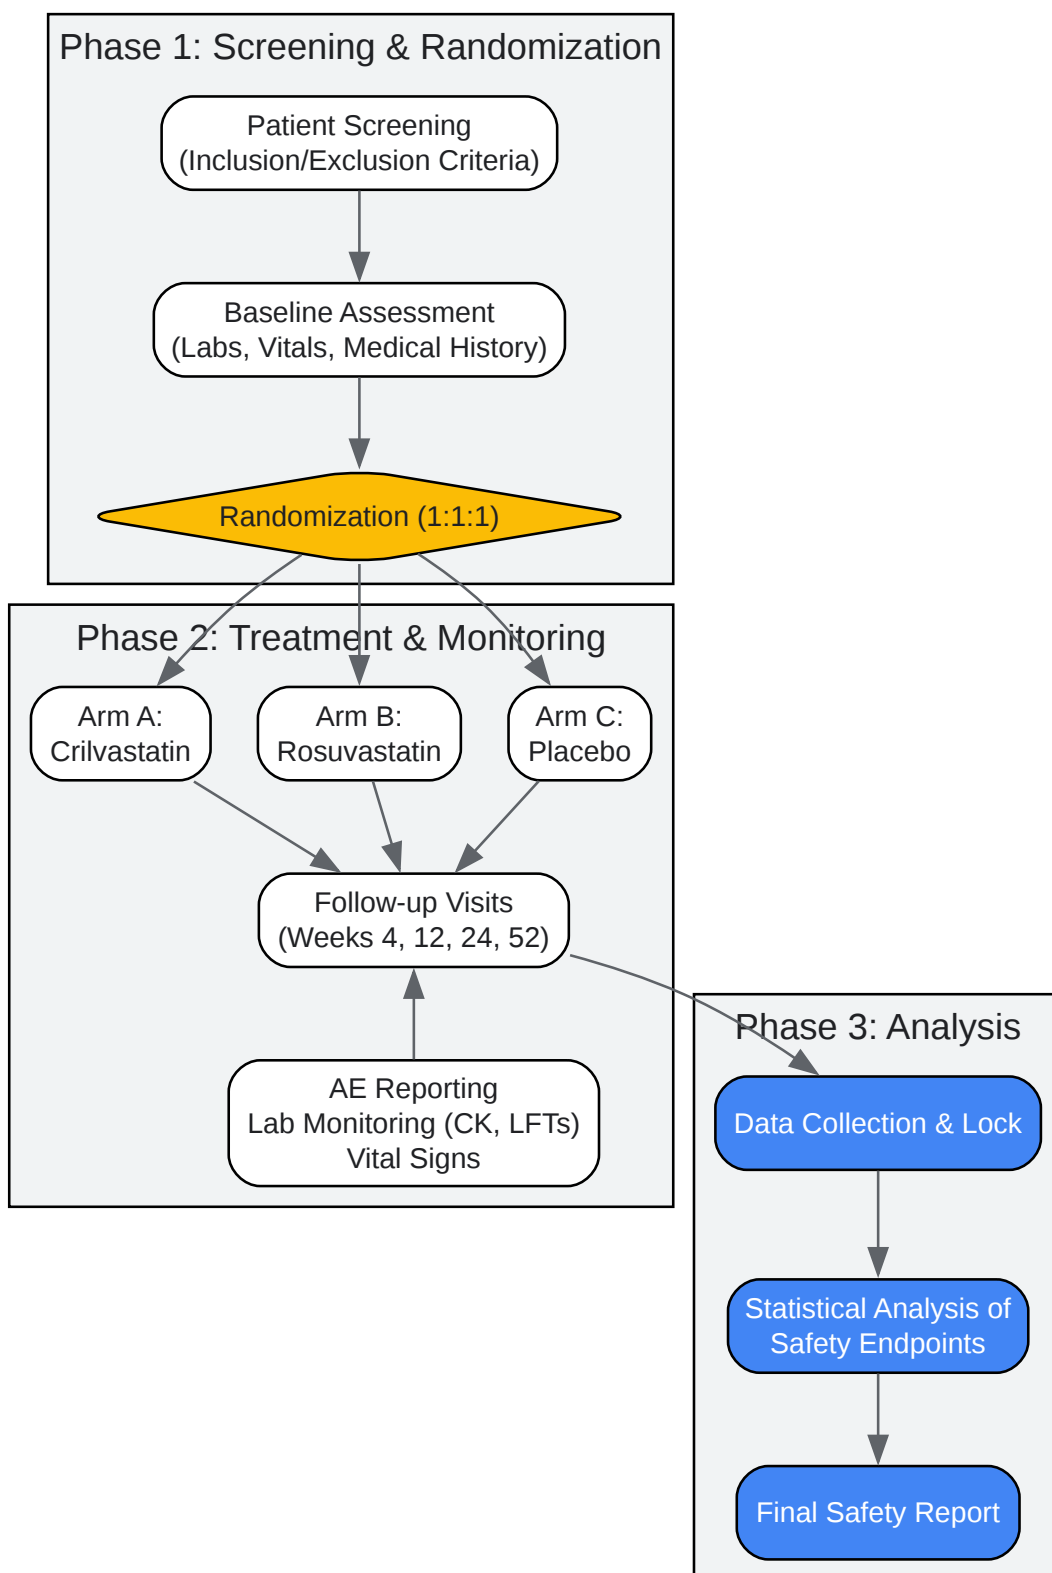 Phase 1: Screening & Randomization
Patient Screening
(Inclusion/Exclusion Criteria)
Baseline Assessment
(Labs, Vitals, Medical History)
Randomization (1:1:1)
Phase 2: Treatment & Monitoring
Arm A:
Crilvastatin
Arm B:
Rosuvastatin
Arm C:
Placebo
Follow-up Visits
(Weeks 4, 12, 24, 52)
AE Reporting
Lab Monitoring (CK, LFTs)
Vital Signs
Phase 3: Analysis
Data Collection & Lock
Statistical Analysis of
Safety Endpoints
Final Safety Report